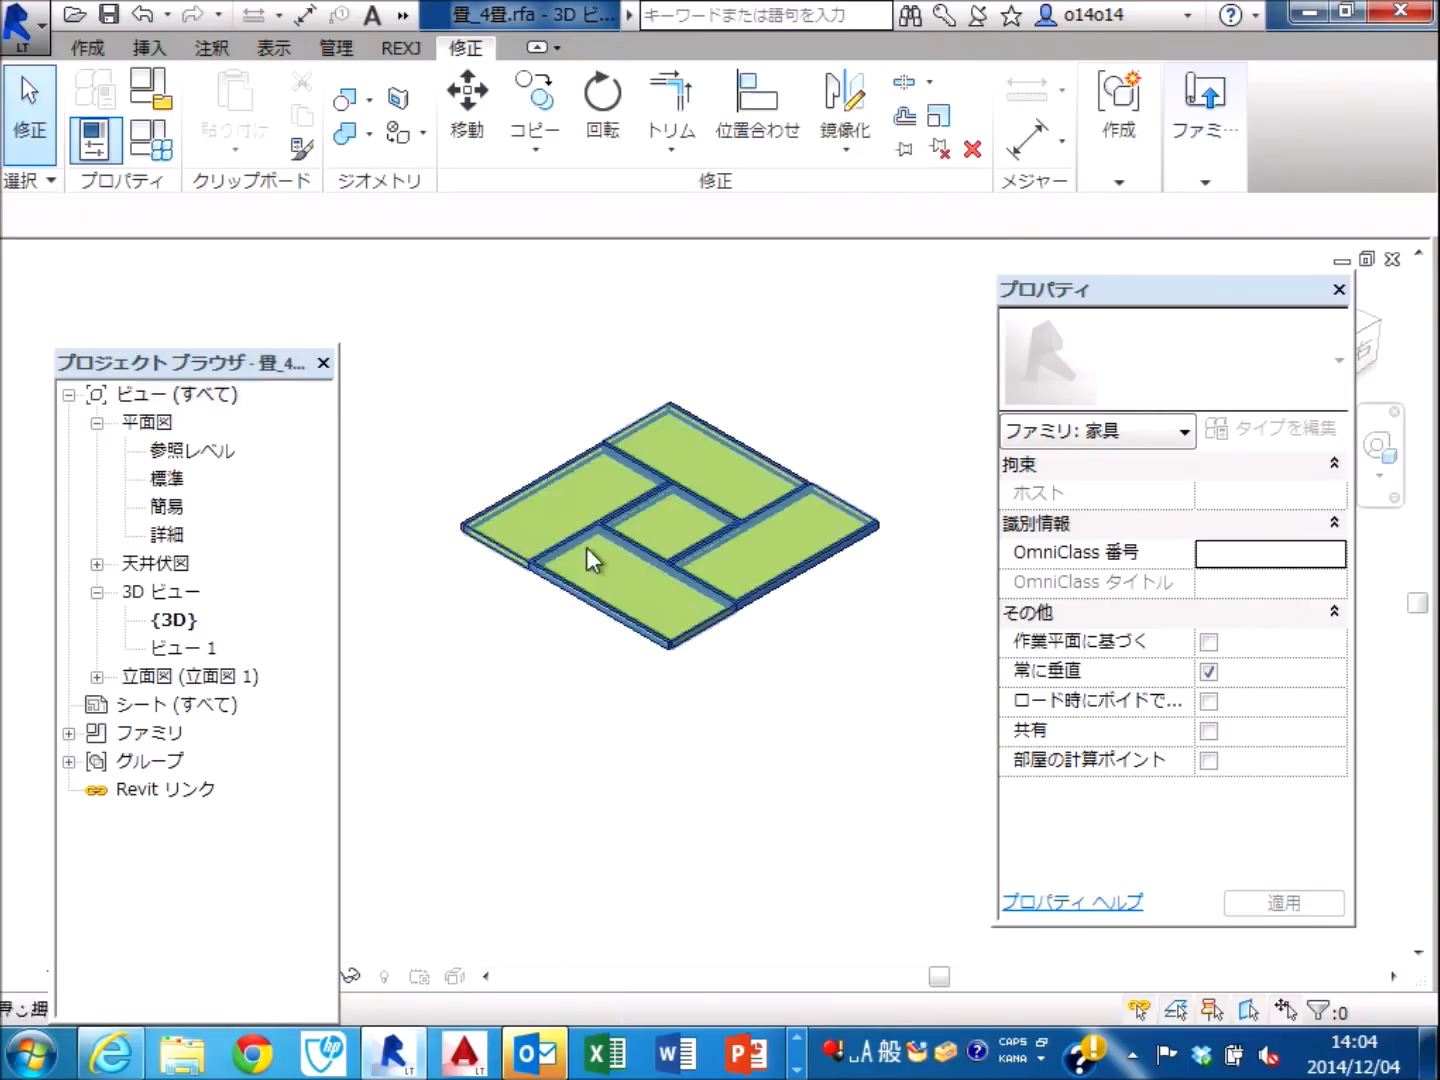 畳_4畳.rfa - 3D ビ...
キーワードまたは語句を入力
o14o14
LT
作成
挿入
注釈
表示
管理
REXJ
修正
修正
貼り付け
移動
コピー
回転
トリム
位置合わせ
鏡像化
作成
ファミ...
選択
プロパティ
クリップボード
ジオメトリ
修正
メジャー
プロジェクト ブラウザ - 畳_4...
ビュー (すべて)
平面図
参照レベル
標準
簡易
詳細
天井伏図
3D ビュー
{3D}
ビュー 1
立面図 (立面図 1)
シート (すべて)
ファミリ
グループ
Revit リンク
プロパティ
ファミリ: 家具
タイプを編集
拘束
ホスト
識別情報
OmniClass 番号
OmniClass タイトル
その他
作業平面に基づく
常に垂直
ロード時にボイドで...
共有
部屋の計算ポイント
プロパティ ヘルプ
適用
:0
A 般
CAPS
KANA
14:04
2014/12/04